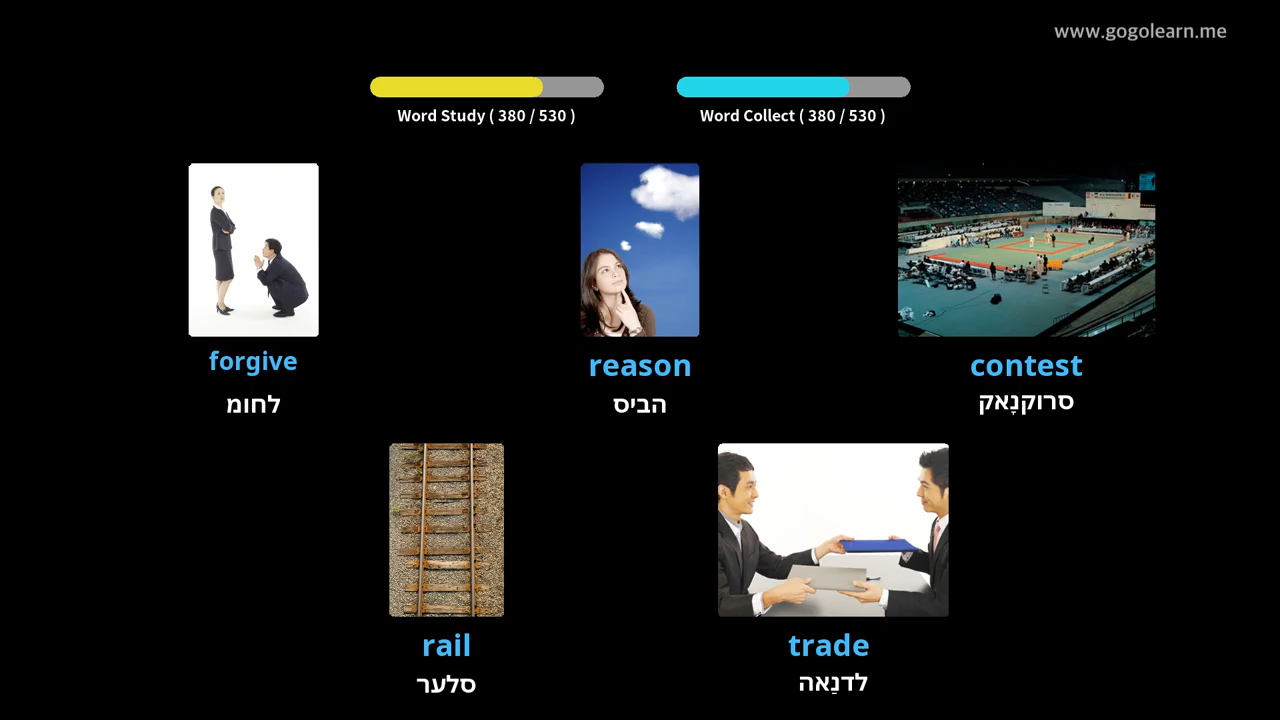 www.gogolearn.me
Word Study ( 380 / 530 )
Word Collect ( 380 / 530 )
forgive
לחומ
reason
הביס
contest
סרוקנָאק
rail
סלער
trade
לדנַאה